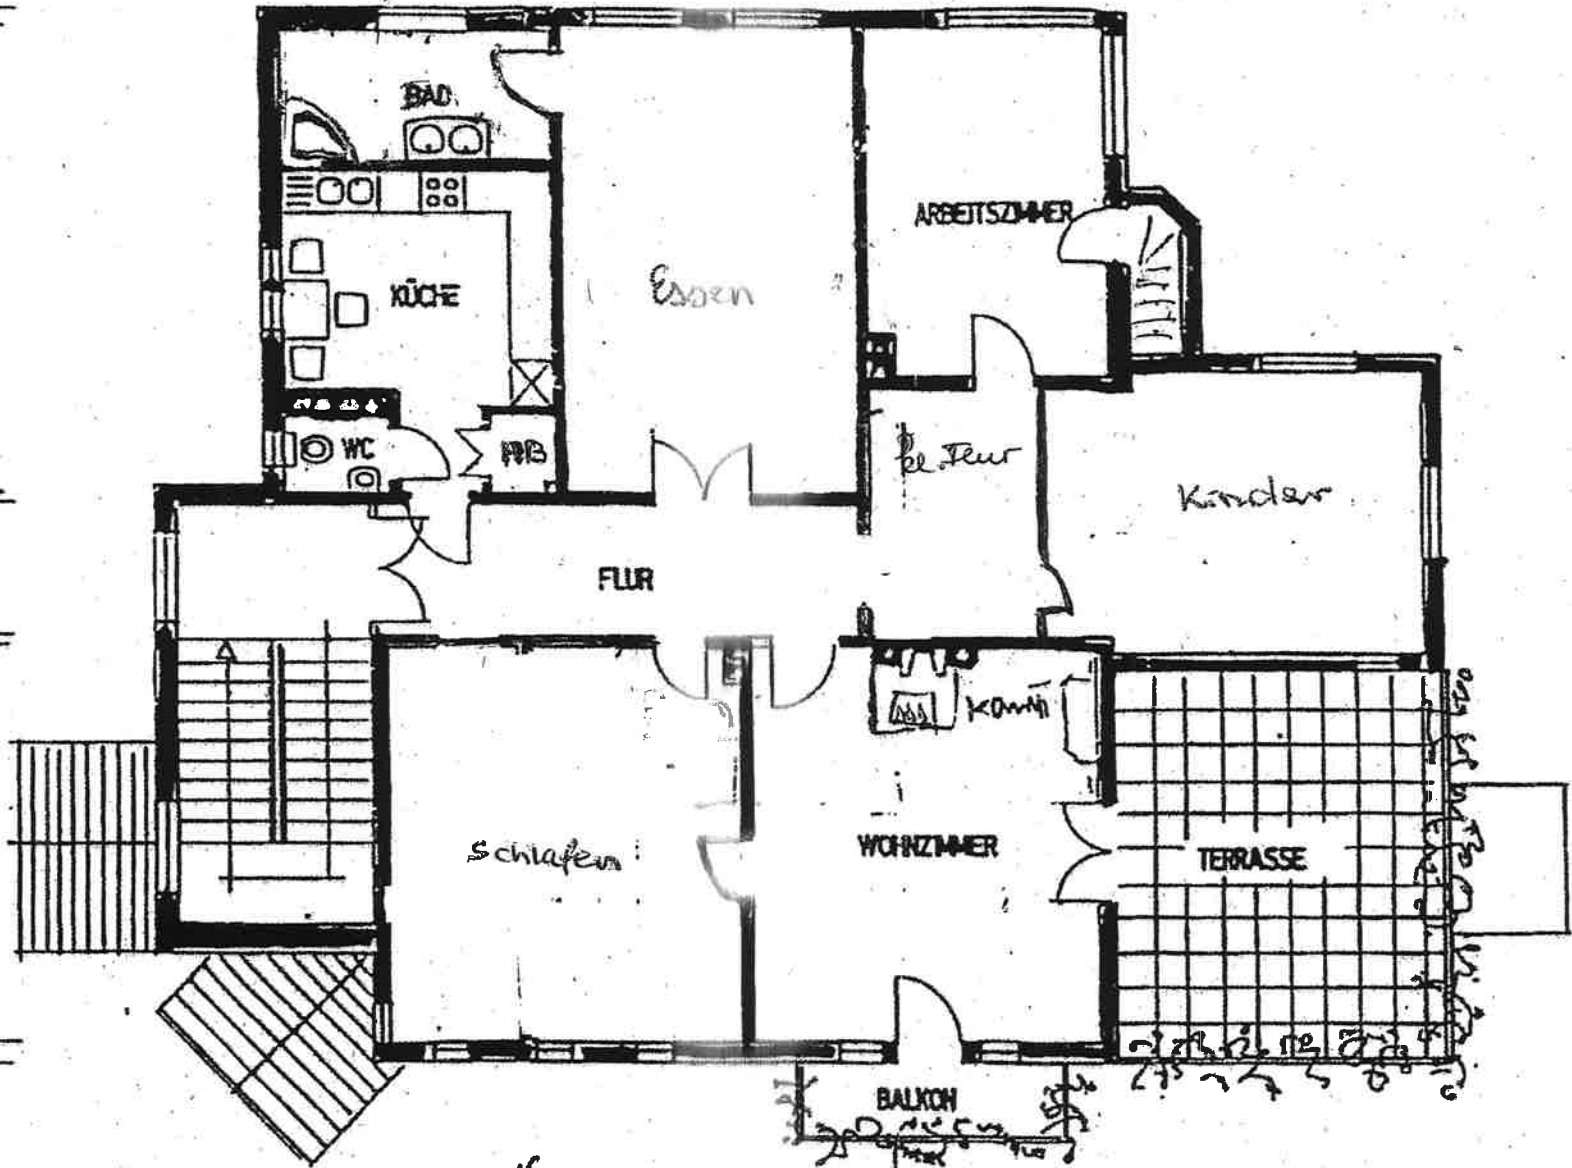 BAD
ARBEITSZIMMER
KÜCHE
Essen
WC
kl. Flur
Kinder
FLUR
Kamin
Schlafen
WOHNZIMMER
TERRASSE
BALKON